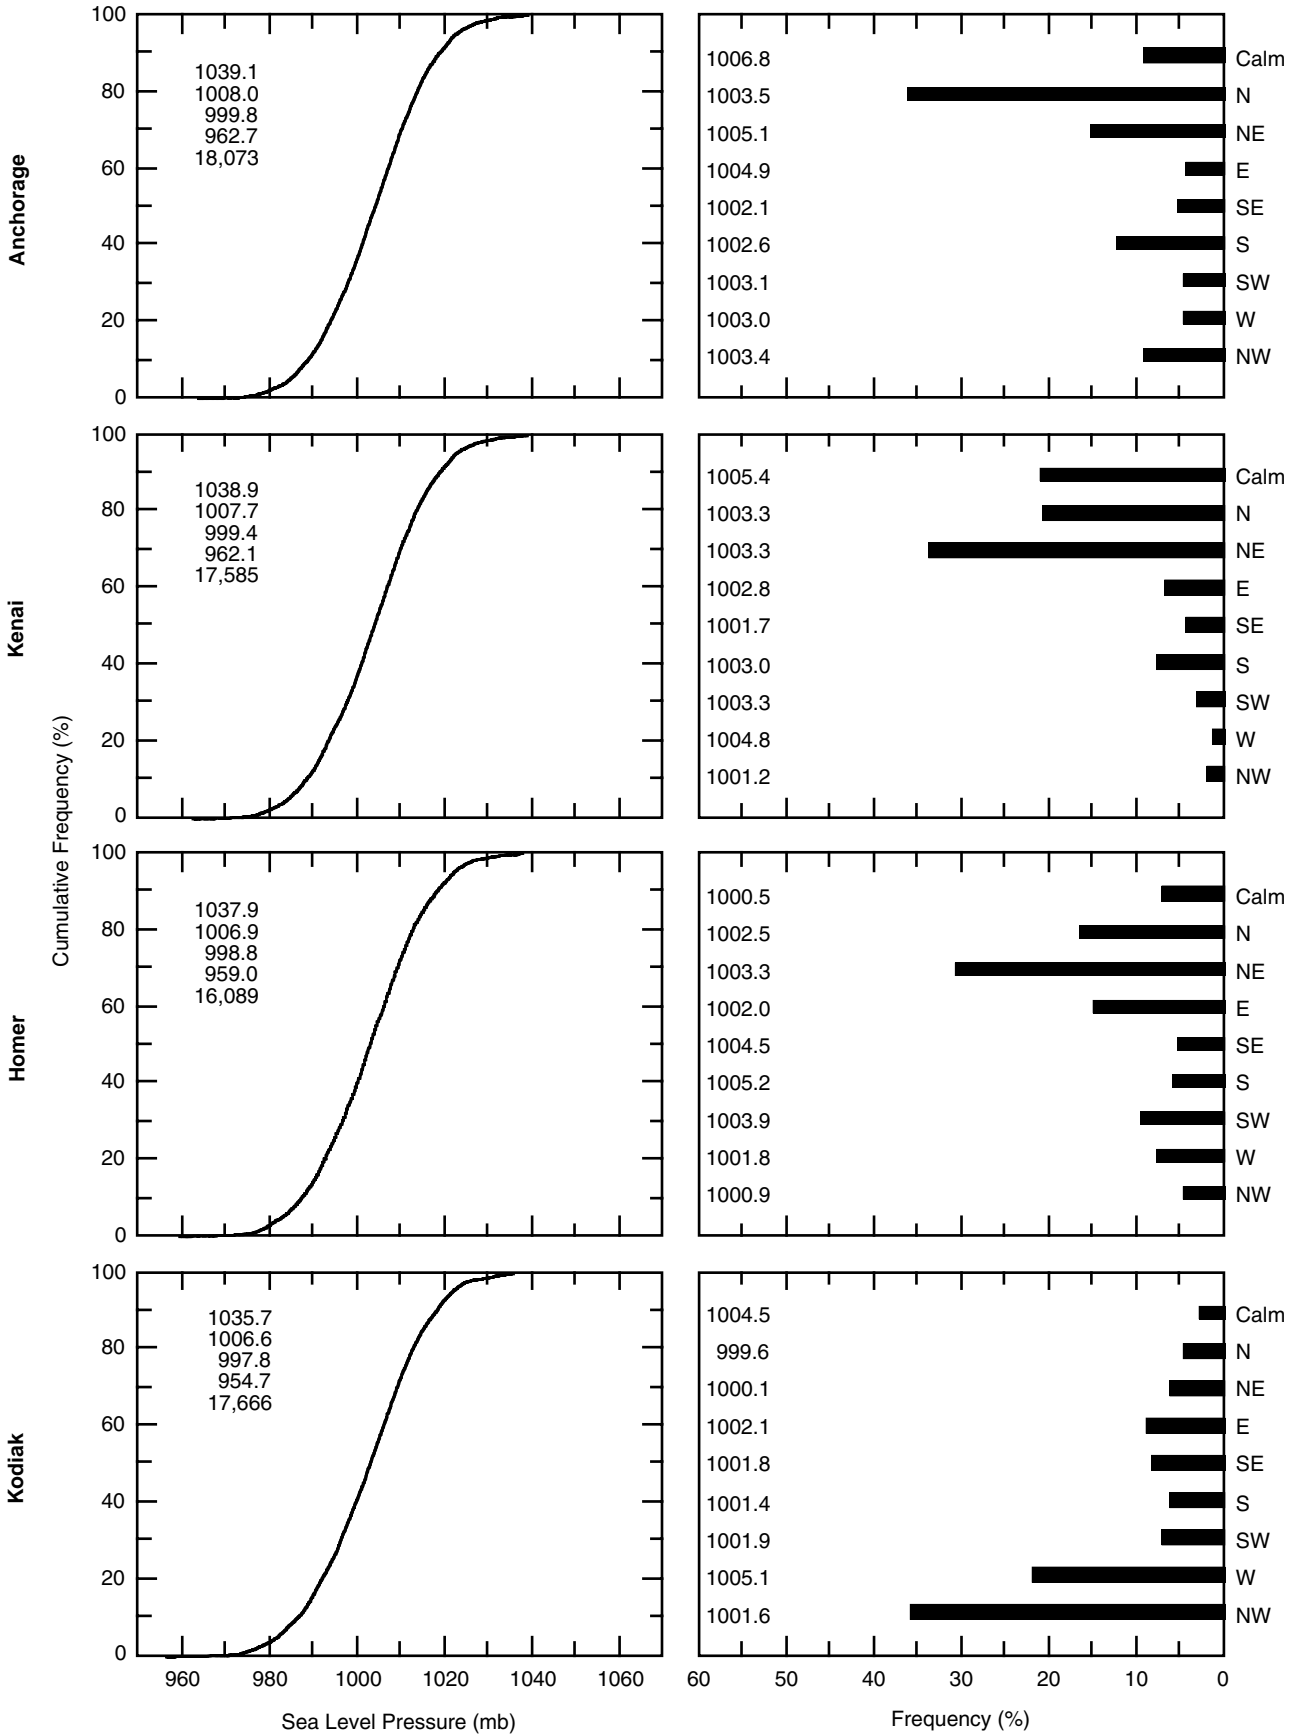 Anchorage
100
80
60
40
20
0
1039.1
1008.0
999.8
962.7
18,073
1006.8 Calm
1003.5 N
1005.1 NE
1004.9 E
1002.1 SE
1002.6 S
1003.1 SW
1003.0 W
1003.4 NW
Cumulative Frequency (%)
Kenai
100
80
60
40
20
0
1038.9
1007.7
999.4
962.1
17,585
1005.4 Calm
1003.3 N
1003.3 NE
1002.8 E
1001.7 SE
1003.0 S
1003.3 SW
1004.8 W
1001.2 NW
Homer
100
80
60
40
20
0
1037.9
1006.9
998.8
959.0
16,089
1000.5 Calm
1002.5 N
1003.3 NE
1002.0 E
1004.5 SE
1005.2 S
1003.9 SW
1001.8 W
1000.9 NW
Kodiak
100
80
60
40
20
0
1035.7
1006.6
997.8
954.7
17,666
1004.5 Calm
999.6 N
1000.1 NE
1002.1 E
1001.8 SE
1001.4 S
1001.9 SW
1005.1 W
1001.6 NW
960 980 1000 1020 1040 1060
Sea Level Pressure (mb)
60 50 40 30 20 10 0
Frequency (%)